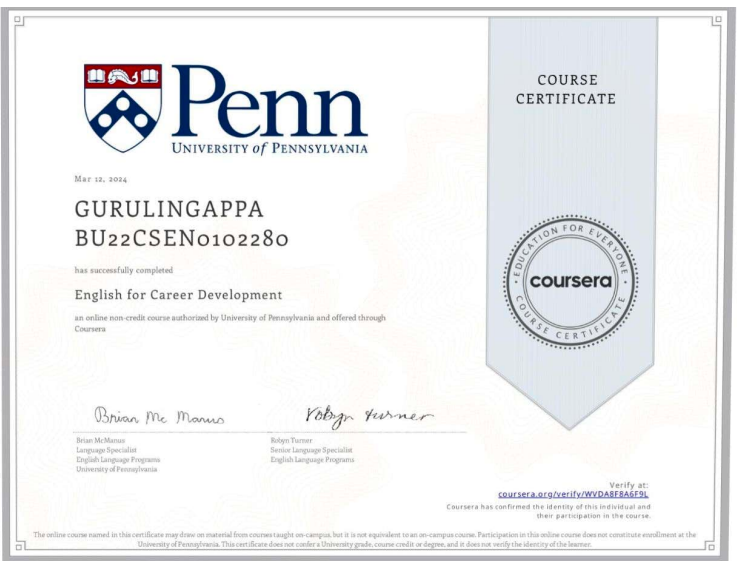 Penn
UNIVERSITY of PENNSYLVANIA
COURSE
CERTIFICATE
Mar 12, 2024
GURULINGAPPA
BU22CSEN0102280
has successfully completed
English for Career Development
an online non-credit course authorized by University of Pennsylvania and offered through
Coursera
EDUCATION FOR EVERYONE
coursera
COURSE CERTIFICATE
Brian Mc Manus
Robyn turner
Brian McManus
Language Specialist
English Language Programs
University of Pennsylvania
Robyn Turner
Senior Language Specialist
English Language Programs
Verify at:
coursera.org/verify/WVDA8F8A6F9L
Coursera has confirmed the identity of this individual and
their participation in the course.
The online course named in this certificate may draw on material from courses taught on-campus, but it is not equivalent to an on-campus course. Participation in this online course does not constitute enrollment at the
University of Pennsylvania. This certificate does not confer a University grade, course credit or degree, and it does not verify the identity of the learner.